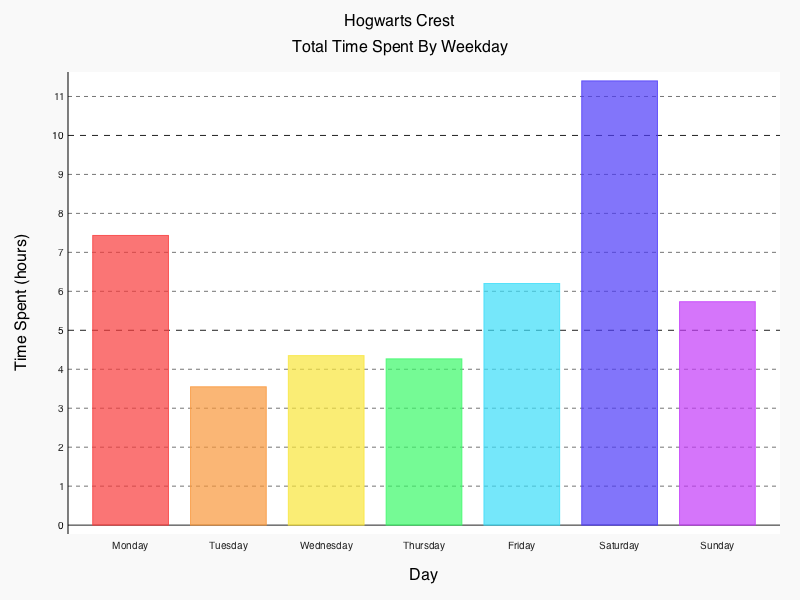 Hogwarts Crest
Total Time Spent By Weekday
Time Spent (hours)
11
10
9
8
7
6
5
4
3
2
1
0
Monday Tuesday Wednesday Thursday Friday Saturday Sunday
Day